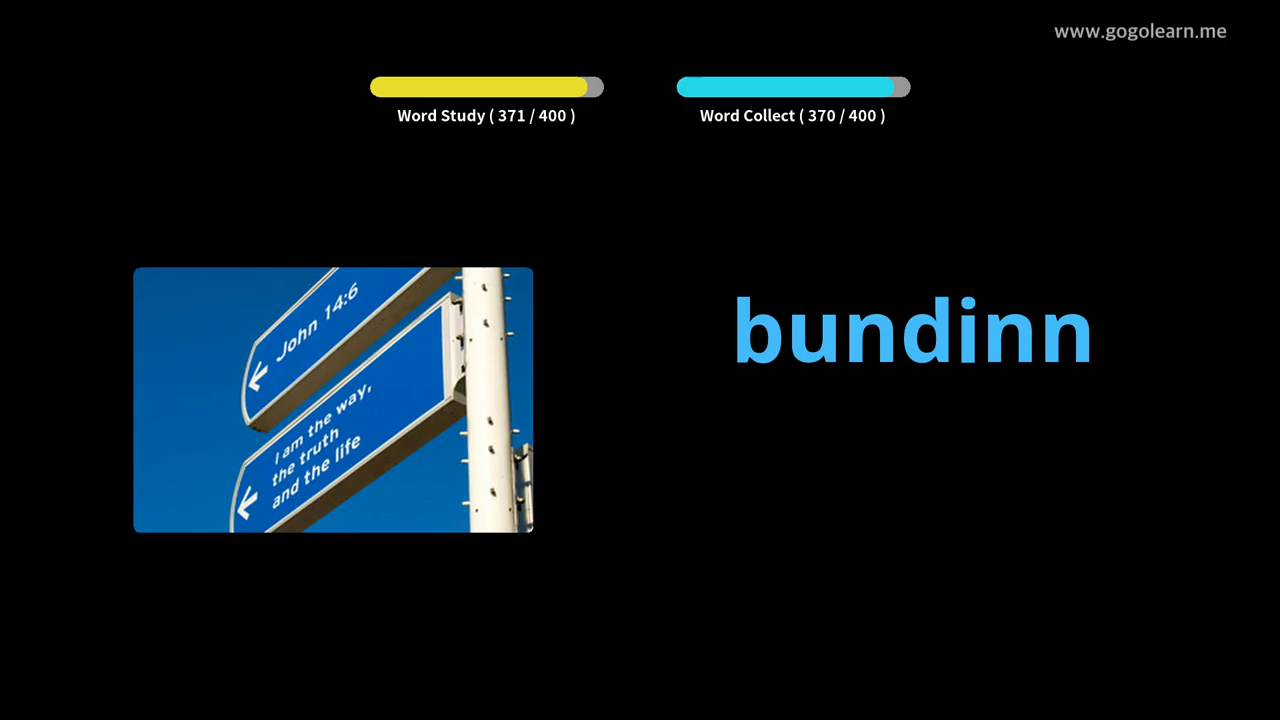 www.gogolearn.me
Word Study ( 371 / 400 )
Word Collect ( 370 / 400 )
John 14:6
I am the way,
the truth
and the life
bundinn